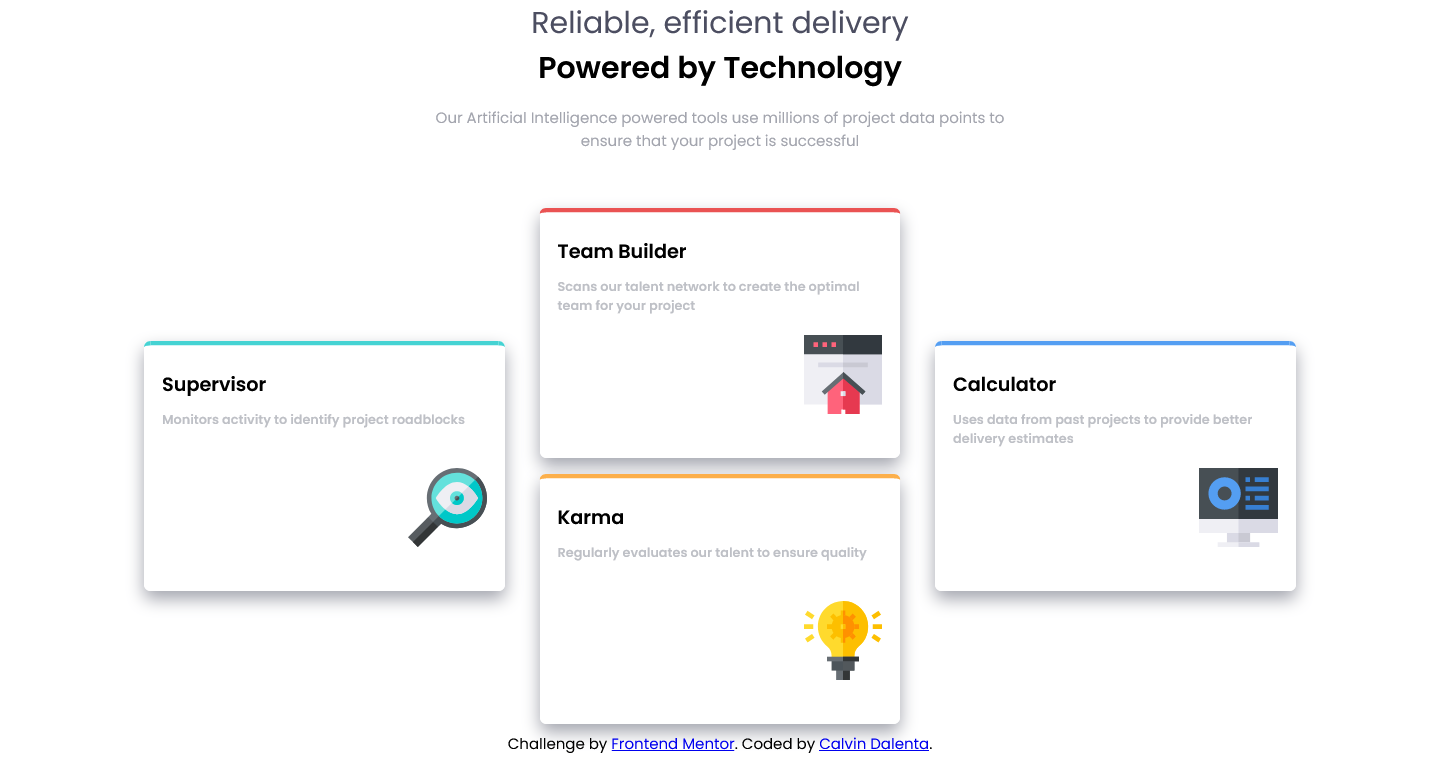 Reliable, efficient delivery
Powered by Technology
Our Artificial Intelligence powered tools use millions of project data points to
ensure that your project is successful
Supervisor
Monitors activity to identify project roadblocks
Team Builder
Scans our talent network to create the optimal
team for your project
Karma
Regularly evaluates our talent to ensure quality
Calculator
Uses data from past projects to provide better
delivery estimates
Challenge by Frontend Mentor. Coded by Calvin Dalenta.